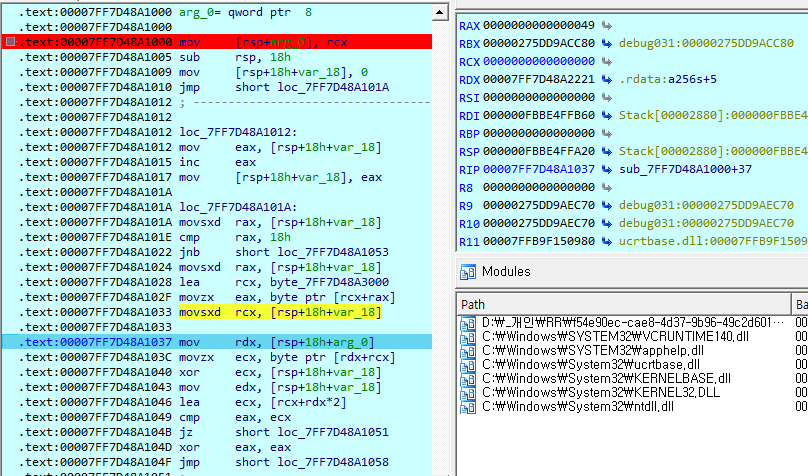 .text:00007FF7D48A1000 arg_0= qword ptr  8
.text:00007FF7D48A1000
.text:00007FF7D48A1000 mov     [rsp+arg_0], rcx
.text:00007FF7D48A1005 sub     rsp, 18h
.text:00007FF7D48A1009 mov     [rsp+18h+var_18], 0
.text:00007FF7D48A1010 jmp     short loc_7FF7D48A101A
.text:00007FF7D48A1012 ; ---------------------------------
.text:00007FF7D48A1012
.text:00007FF7D48A1012 loc_7FF7D48A1012:
.text:00007FF7D48A1012 mov     eax, [rsp+18h+var_18]
.text:00007FF7D48A1015 inc     eax
.text:00007FF7D48A1017 mov     [rsp+18h+var_18], eax
.text:00007FF7D48A101A
.text:00007FF7D48A101A loc_7FF7D48A101A:
.text:00007FF7D48A101A movsxd  rax, [rsp+18h+var_18]
.text:00007FF7D48A101E cmp     rax, 18h
.text:00007FF7D48A1022 jnb     short loc_7FF7D48A1053
.text:00007FF7D48A1024 movsxd  rax, [rsp+18h+var_18]
.text:00007FF7D48A1028 lea     rcx, byte_7FF7D48A3000
.text:00007FF7D48A102F movzx   eax, byte ptr [rcx+rax]
.text:00007FF7D48A1033 movsxd  rcx, [rsp+18h+var_18]
.text:00007FF7D48A1033
.text:00007FF7D48A1037 mov     rdx, [rsp+18h+arg_0]
.text:00007FF7D48A103C movzx   ecx, byte ptr [rdx+rcx]
.text:00007FF7D48A1040 xor     ecx, [rsp+18h+var_18]
.text:00007FF7D48A1043 mov     edx, [rsp+18h+var_18]
.text:00007FF7D48A1046 lea     ecx, [rcx+rdx*2]
.text:00007FF7D48A1049 cmp     eax, ecx
.text:00007FF7D48A104B jz      short loc_7FF7D48A1051
.text:00007FF7D48A104D xor     eax, eax
.text:00007FF7D48A104F jmp     short loc_7FF7D48A1058
RAX 0000000000000049
RBX 00000275DD9ACC80 debug031:00000275DD9ACC80
RCX 0000000000000000
RDX 00007FF7D48A2221 .rdata:a256s+5
RSI 0000000000000000
RDI 000000FBBE4FFB60 Stack[00002880]:000000FBBE4
RBP 0000000000000000
RSP 000000FBBE4FFA20 Stack[00002880]:000000FBBE4
RIP 00007FF7D48A1037 sub_7FF7D48A1000+37
R8 0000000000000000
R9 00000275DD9AEC70 debug031:00000275DD9AEC70
R10 00000275DD9AEC70 debug031:00000275DD9AEC70
R11 00007FFB9F150980 ucrtbase.dll:00007FFB9F1509
Modules
Path Ba
D:₩_개인₩RR₩f54e90ec-cae8-4d37-9b96-49c2d601··· 00
C:₩Windows₩SYSTEM32₩VCRUNTIME140.dll 00
C:₩Windows₩SYSTEM32₩apphelp.dll 00
C:₩Windows₩System32₩ucrtbase.dll 00
C:₩Windows₩System32₩KERNELBASE.dll 00
C:₩Windows₩System32₩KERNEL32.DLL 00
C:₩Windows₩System32₩ntdll.dll 00